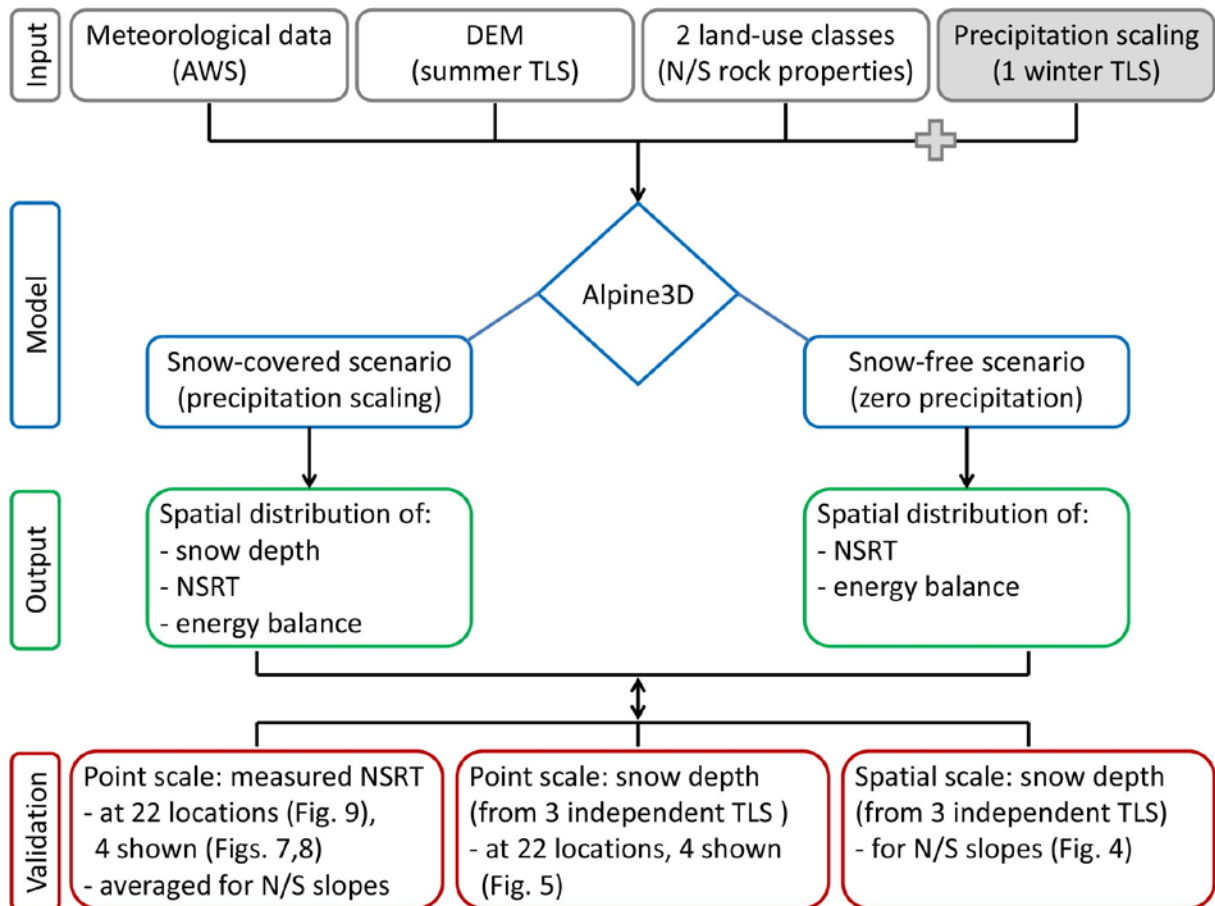 Input
Meteorological data
(AWS)
DEM
(summer TLS)
2 land-use classes
(N/S rock properties)
Precipitation scaling
(1 winter TLS)
Model
Alpine3D
Snow-covered scenario
(precipitation scaling)
Snow-free scenario
(zero precipitation)
Output
Spatial distribution of:
- snow depth
- NSRT
- energy balance
Spatial distribution of:
- NSRT
- energy balance
Validation
Point scale: measured NSRT
- at 22 locations (Fig. 9),
4 shown (Figs. 7,8)
- averaged for N/S slopes
Point scale: snow depth
(from 3 independent TLS )
- at 22 locations, 4 shown
(Fig. 5)
Spatial scale: snow depth
(from 3 independent TLS)
- for N/S slopes (Fig. 4)